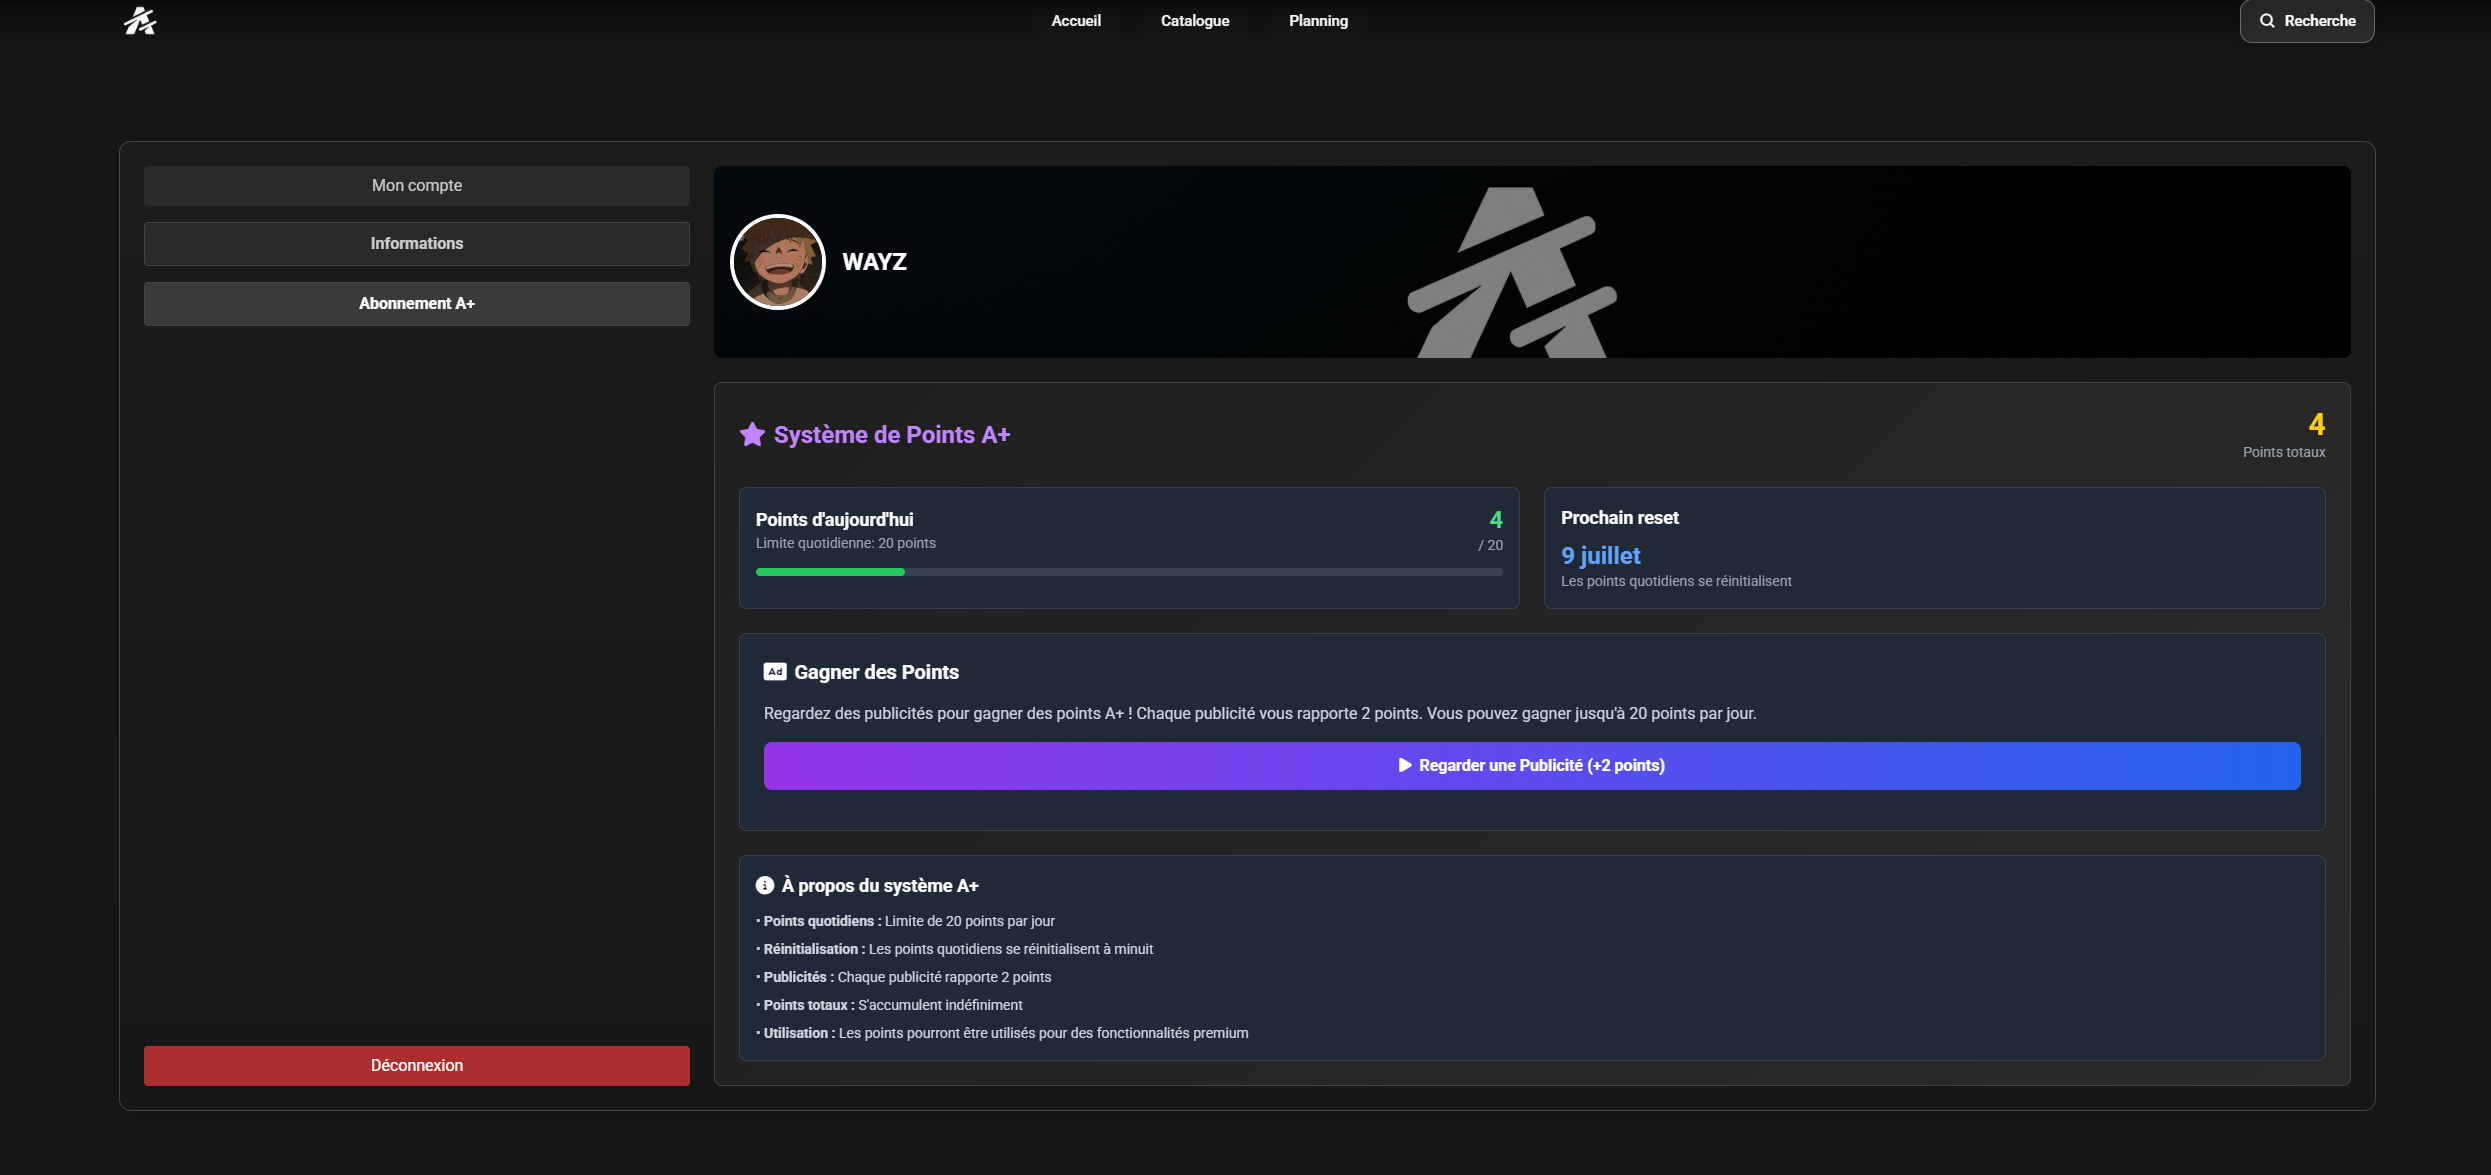 Accueil
Catalogue
Planning
Recherche
Mon compte
Informations
Abonnement A+
Déconnexion
WAYZ
Système de Points A+
4
Points totaux
Points d'aujourd'hui
Limite quotidienne: 20 points
4
/ 20
Prochain reset
9 juillet
Les points quotidiens se réinitialisent
Ad Gagner des Points
Regardez des publicités pour gagner des points A+ ! Chaque publicité vous rapporte 2 points. Vous pouvez gagner jusqu'à 20 points par jour.
Regarder une Publicité (+2 points)
À propos du système A+
• Points quotidiens : Limite de 20 points par jour
• Réinitialisation : Les points quotidiens se réinitialisent à minuit
• Publicités : Chaque publicité rapporte 2 points
• Points totaux : S'accumulent indéfiniment
• Utilisation : Les points pourront être utilisés pour des fonctionnalités premium